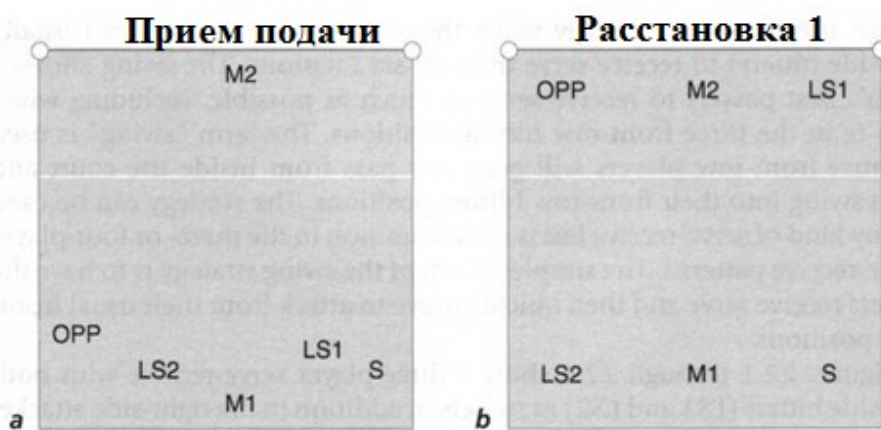 Прием подачи
M2
OPP
LS1
LS2
S
M1
a
Расстановка 1
OPP M2 LS1
LS2 M1 S
b